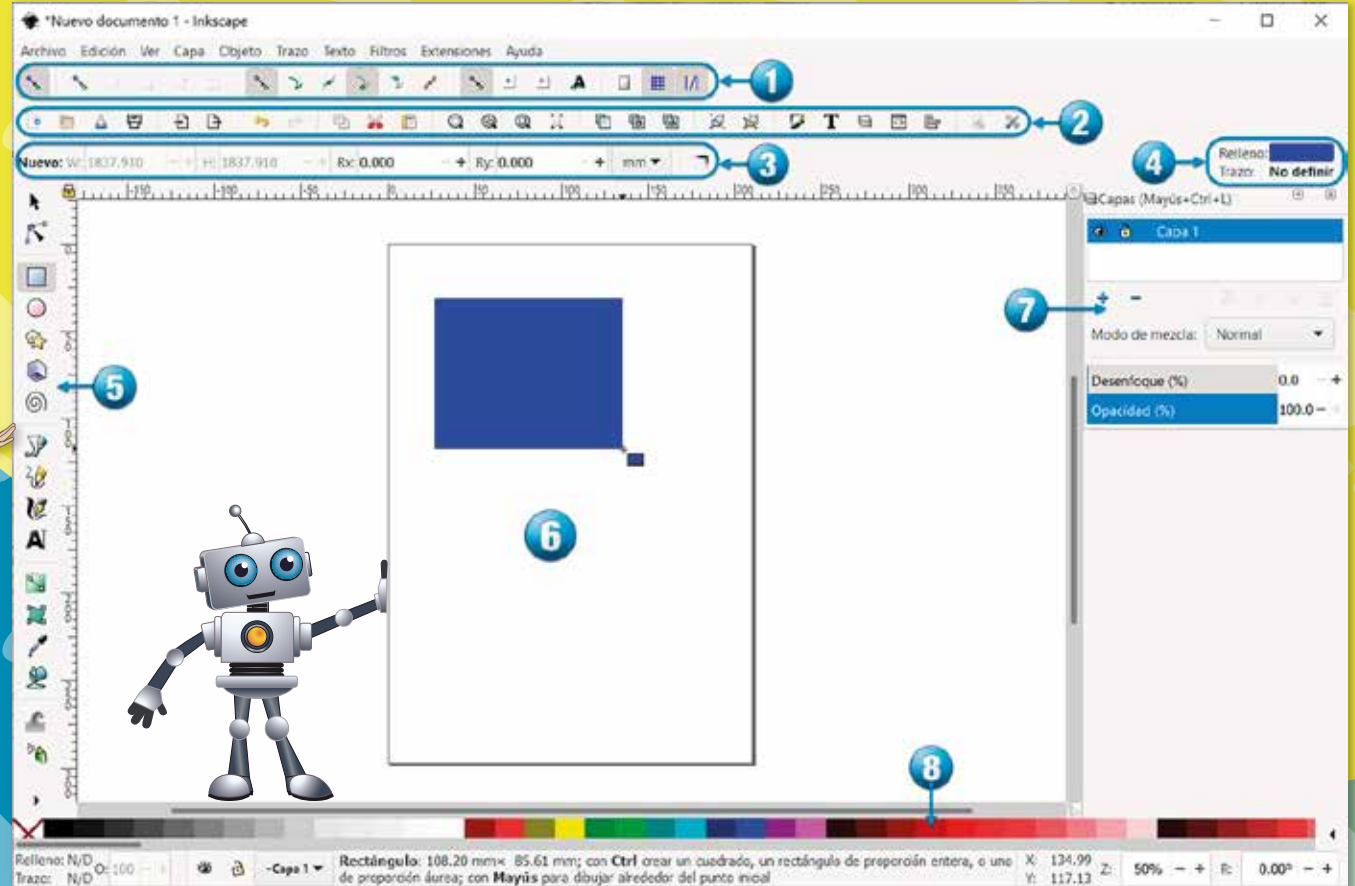 *Nuevo documento 1 - Inkscape
Archivo Edición Ver Capa Objeto Trazo Texto Filtros Extensiones Ayuda
1
2
Nuevo: W: 1837.910 - + H: 1837.910 - + Rx: 0.000 - + Ry: 0.000 - + mm
3
4
Relleno:
Trazo: No definir
Capas (Mayús+Ctrl+L)
Capa 1
7
Modo de mezcla: Normal
Desenfoque (%) 0.0 - +
Opacidad (%) 100.0 - +
5
6
8
Relleno: N/D
Trazo: N/D
O: 100 - +
-Capa 1
Rectángulo: 108.20 mm× 85.61 mm; con Ctrl crear un cuadrado, un rectángulo de proporción entera, o uno
de proporción áurea; con Mayús para dibujar alrededor del punto inicial
X: 134.99
Y: 117.13
Z: 50% - + R: 0.00° - +